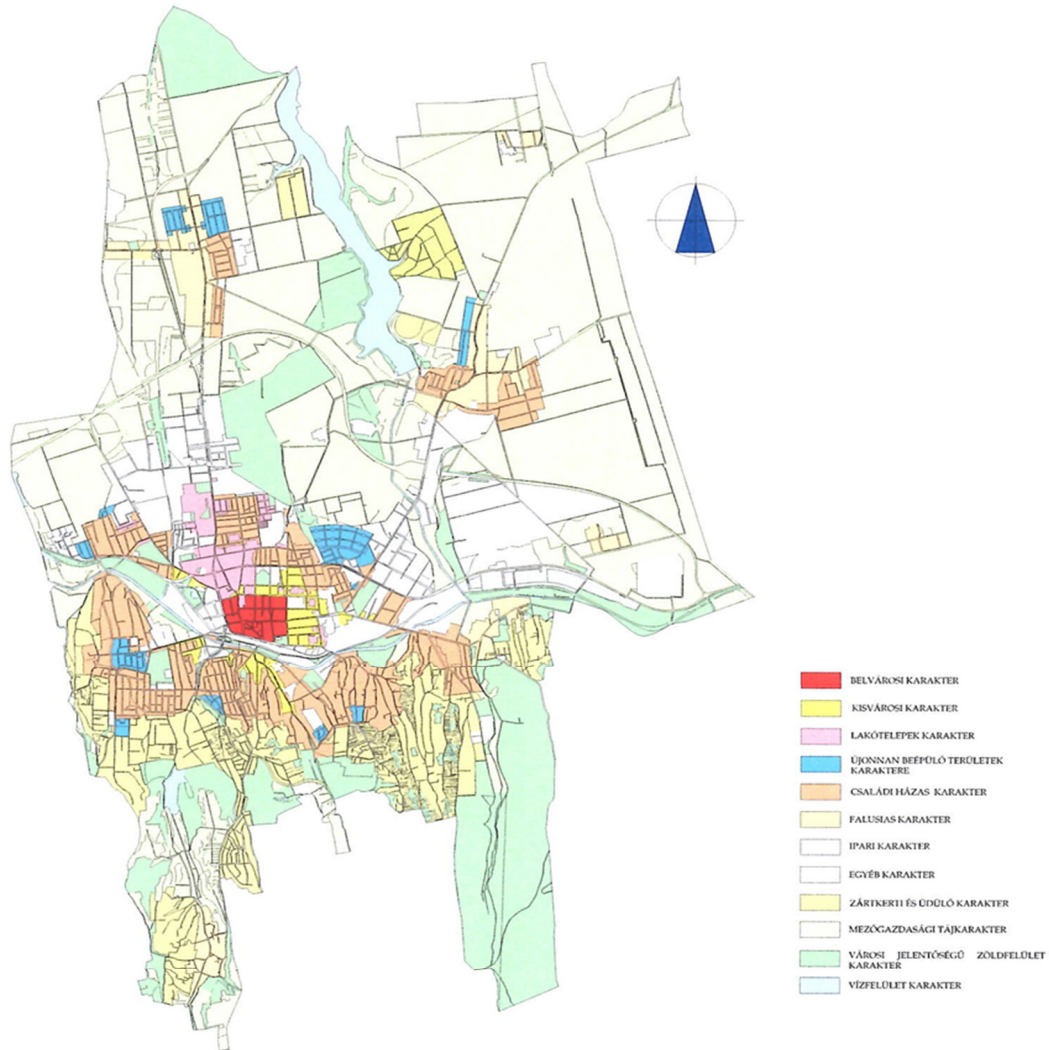 BELVÁROSI KARAKTER
KISVÁROSI KARAKTER
LAKÓTELEPEK KARAKTER
ÚJONNAN BEÉPÜLŐ TERÜLETEK
KARAKTERE
CSALÁDI HÁZAS KARAKTER
FALUSIAS KARAKTER
IPARI KARAKTER
EGYÉB KARAKTER
ZÁRTKERTI ÉS ÜDÜLŐ KARAKTER
MEZŐGAZDASÁGI TÁJKARAKTER
VÁROSI JELENTŐSÉGŰ ZÖLDFELÜLET
KARAKTER
VÍZFELÜLET KARAKTER